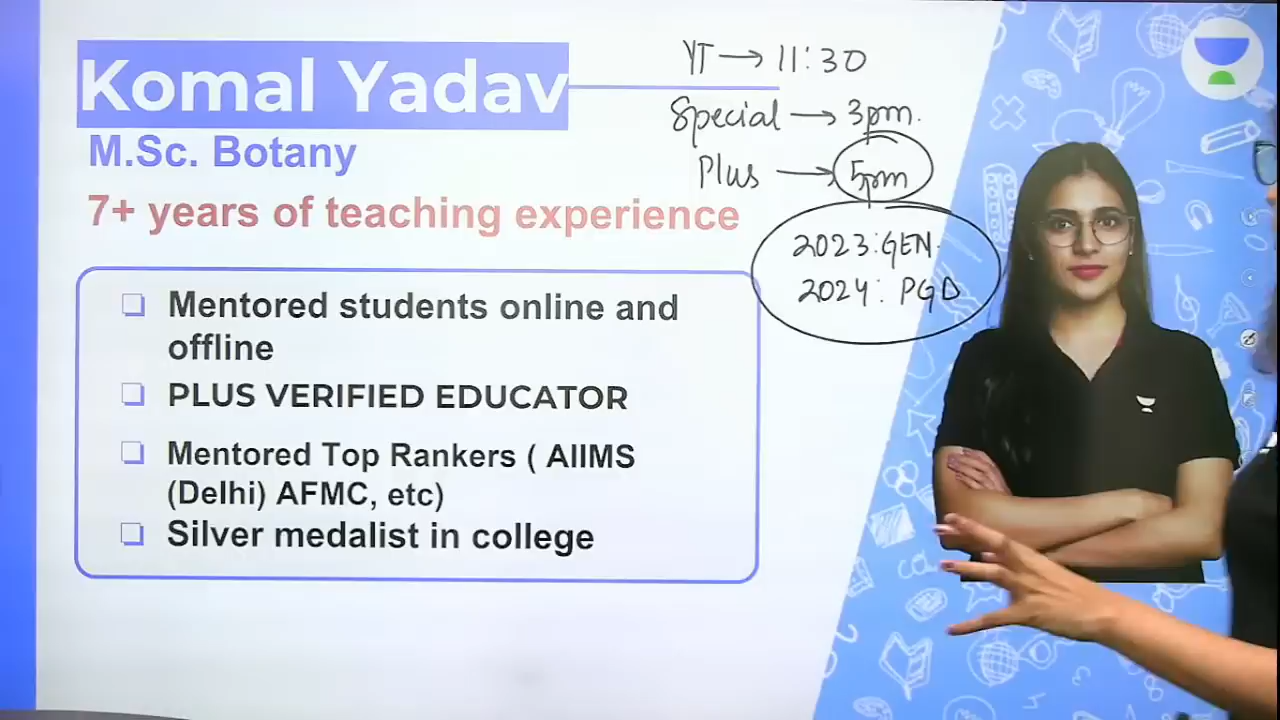 Komal Yadav
M.Sc. Botany
7+ years of teaching experience
Mentored students online and
offline
PLUS VERIFIED EDUCATOR
Mentored Top Rankers ( AIIMS
(Delhi) AFMC, etc)
Silver medalist in college
YT → 11:30
Special → 3pm.
Plus → 5pm
2023:GEN.
2024: PGD